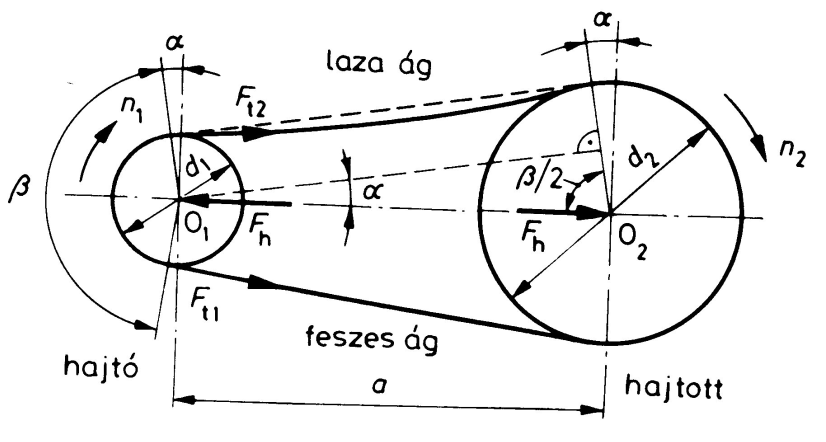 α
α
laza ág
n₁
Fₜ₂
d₁
d₂
n₂
β
β/2
α
O₁
Fₕ
Fₕ
O₂
Fₜ₁
feszes ág
hajtó
a
hajtott